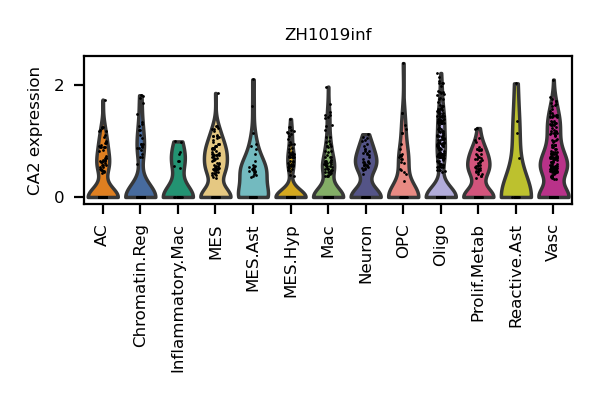 ZH1019inf
CA2 expression
2
0
AC
Chromatin.Reg
Inflammatory.Mac
MES
MES.Ast
MES.Hyp
Mac
Neuron
OPC
Oligo
Prolif.Metab
Reactive.Ast
Vasc